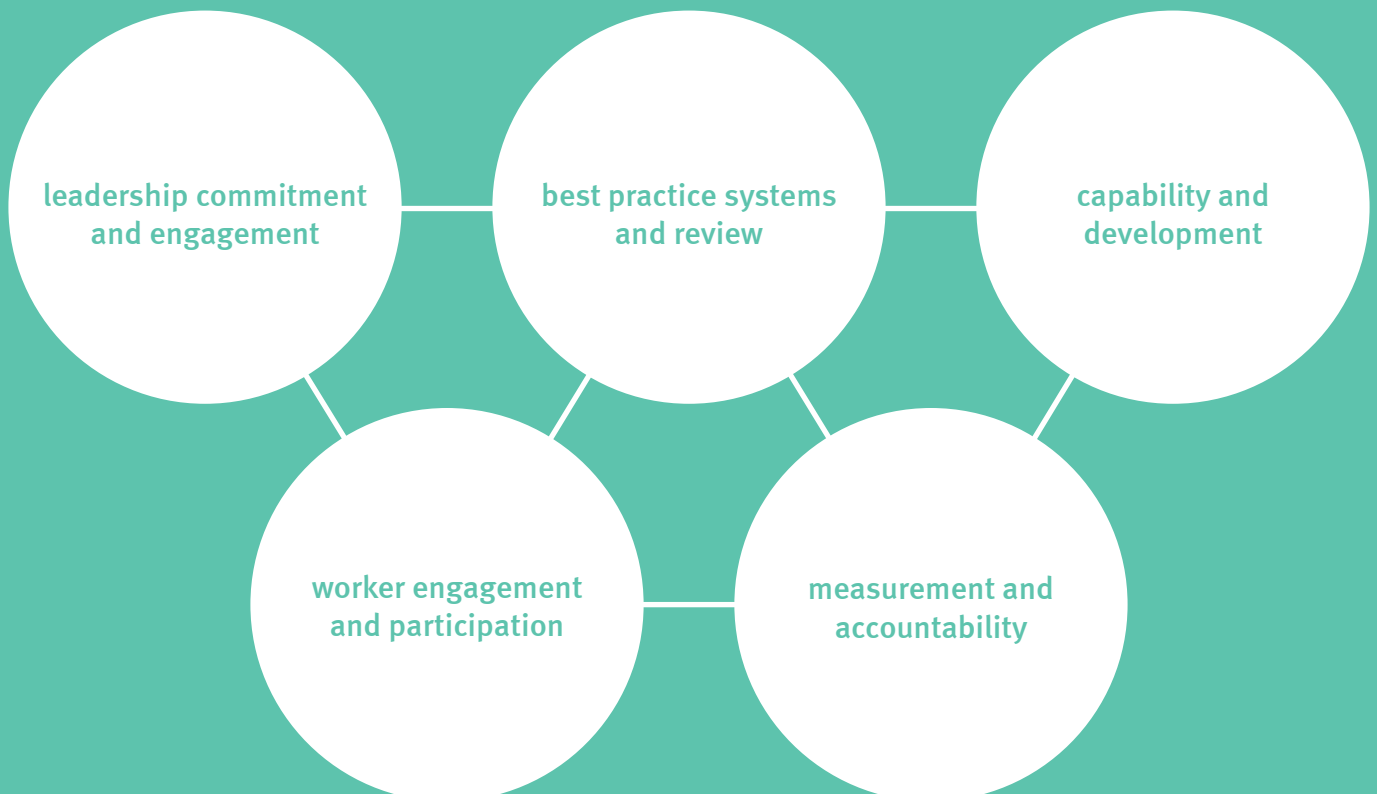 leadership commitment
and engagement
best practice systems
and review
capability and
development
worker engagement
and participation
measurement and
accountability